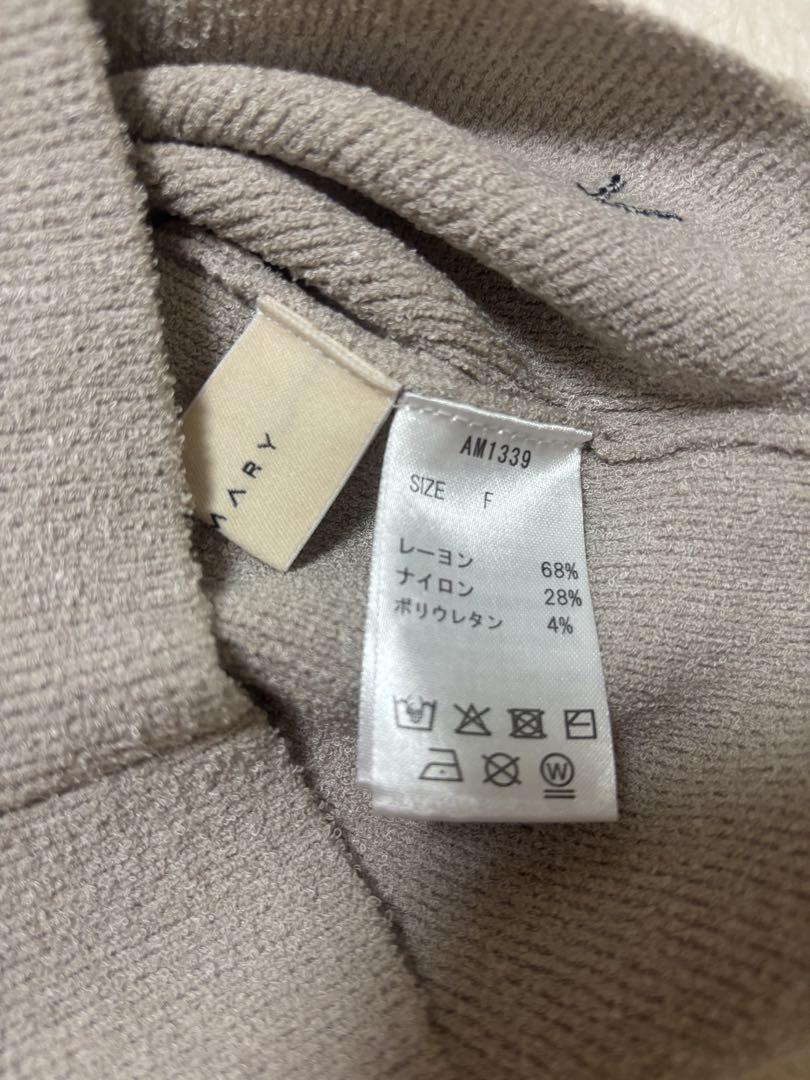 MARY
AM1339
SIZE F
レーヨン 68%
ナイロン 28%
ポリウレタン 4%
W